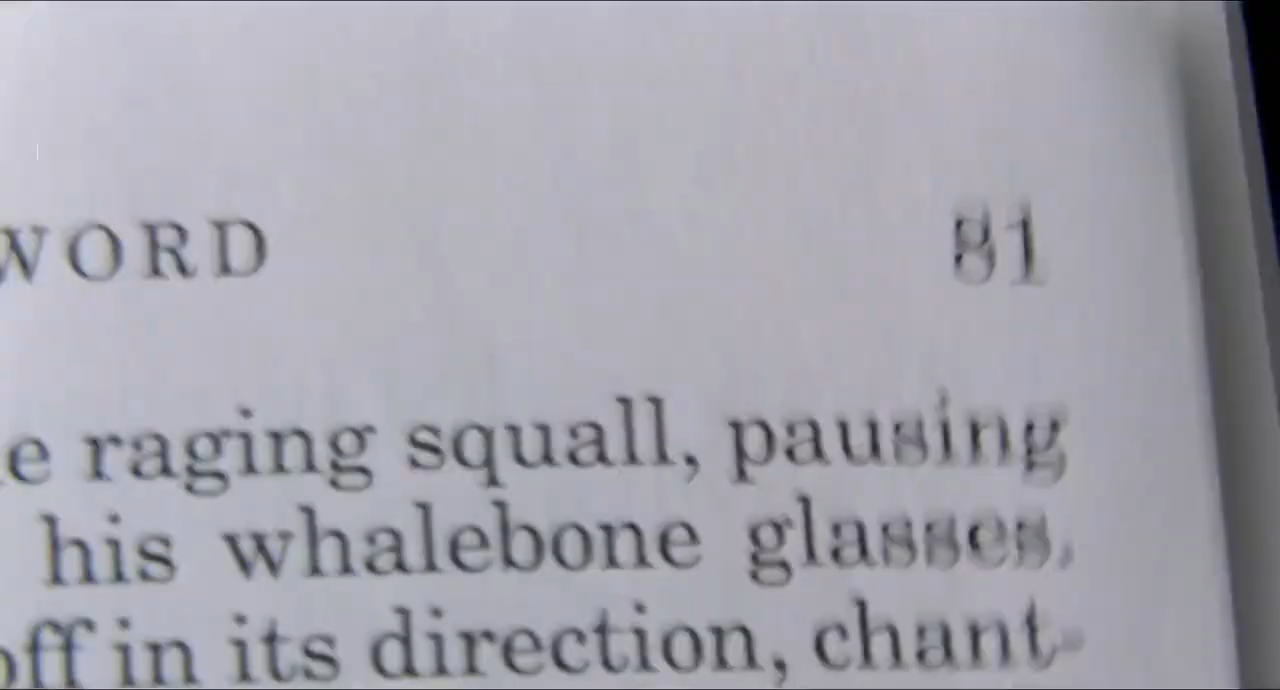 WORD 81
e raging squall, pausing
his whalebone glasses,
off in its direction, chant-